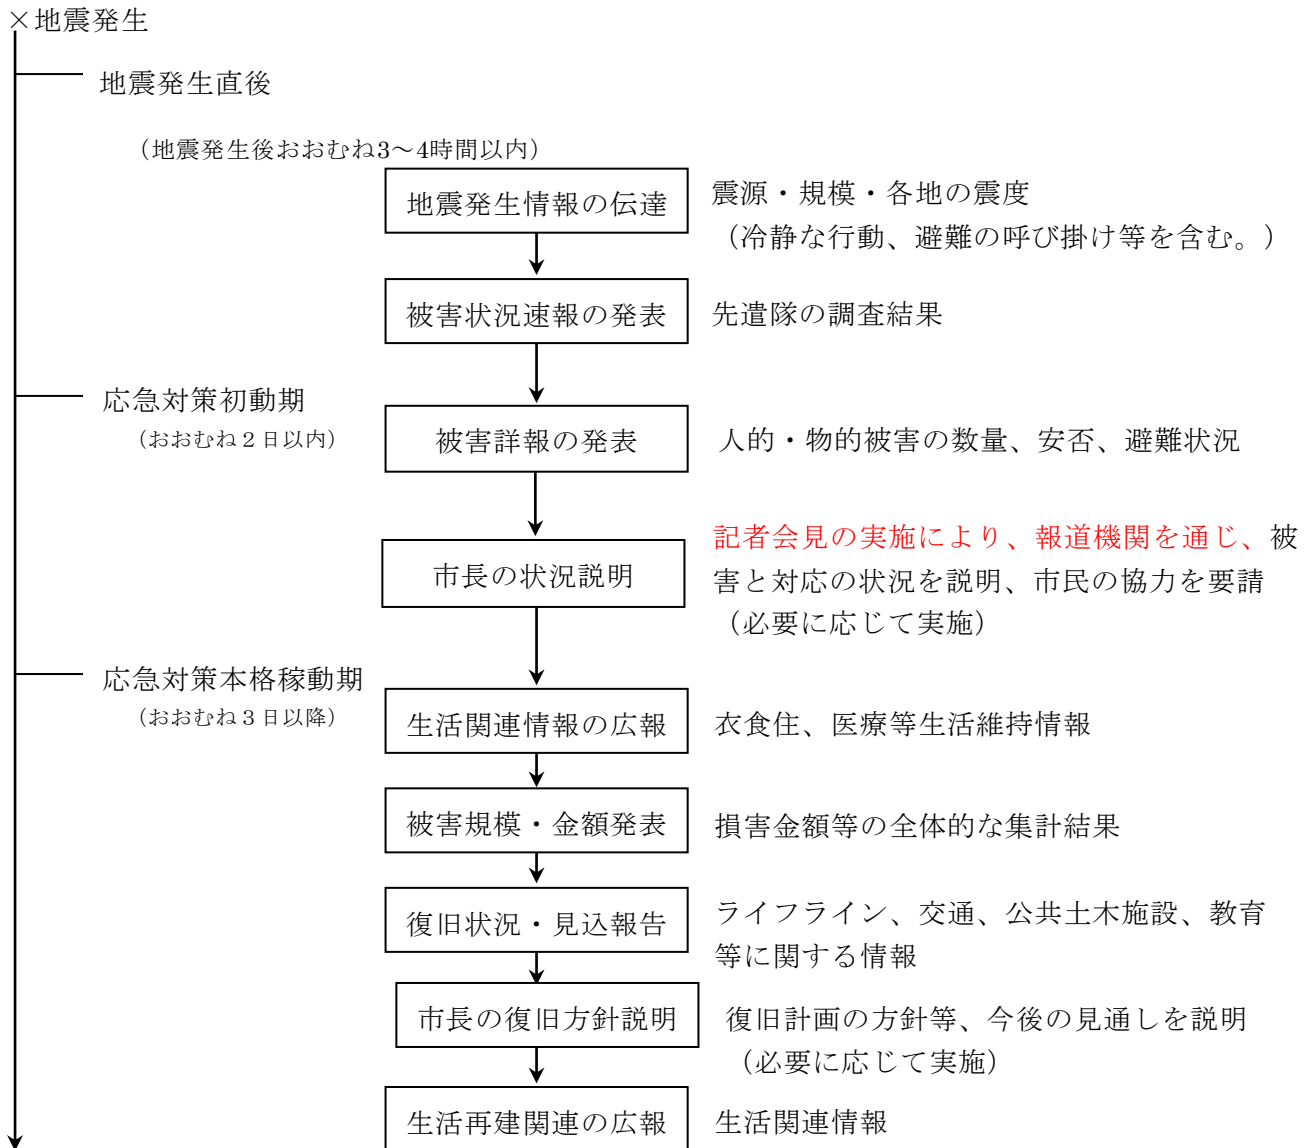 ×地震発生
地震発生直後
（地震発生後おおむね3～4時間以内）
地震発生情報の伝達
震源・規模・各地の震度
（冷静な行動、避難の呼び掛け等を含む。）
被害状況速報の発表
先遣隊の調査結果
応急対策初動期
（おおむね２日以内）
被害詳報の発表
人的・物的被害の数量、安否、避難状況
市長の状況説明
記者会見の実施により、報道機関を通じ、被
害と対応の状況を説明、市民の協力を要請
（必要に応じて実施）
応急対策本格稼動期
（おおむね３日以降）
生活関連情報の広報
衣食住、医療等生活維持情報
被害規模・金額発表
損害金額等の全体的な集計結果
復旧状況・見込報告
ライフライン、交通、公共土木施設、教育
等に関する情報
市長の復旧方針説明
復旧計画の方針等、今後の見通しを説明
（必要に応じて実施）
生活再建関連の広報
生活関連情報